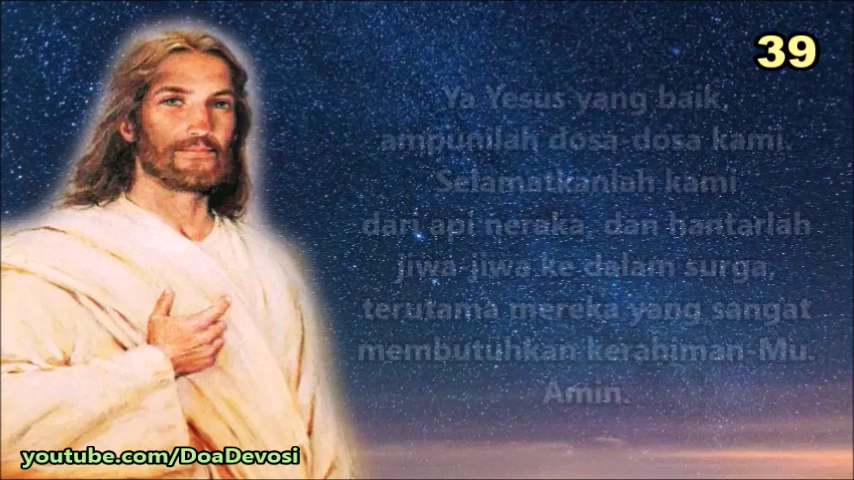 39
Ya Yesus yang baik,
ampunilah dosa-dosa kami.
Selamatkanlah kami
dari api neraka, dan hantarlah
jiwa-jiwa ke dalam surga,
terutama mereka yang sangat
membutuhkan kerahiman-Mu.
Amin.
youtube.com/DoaDevosi